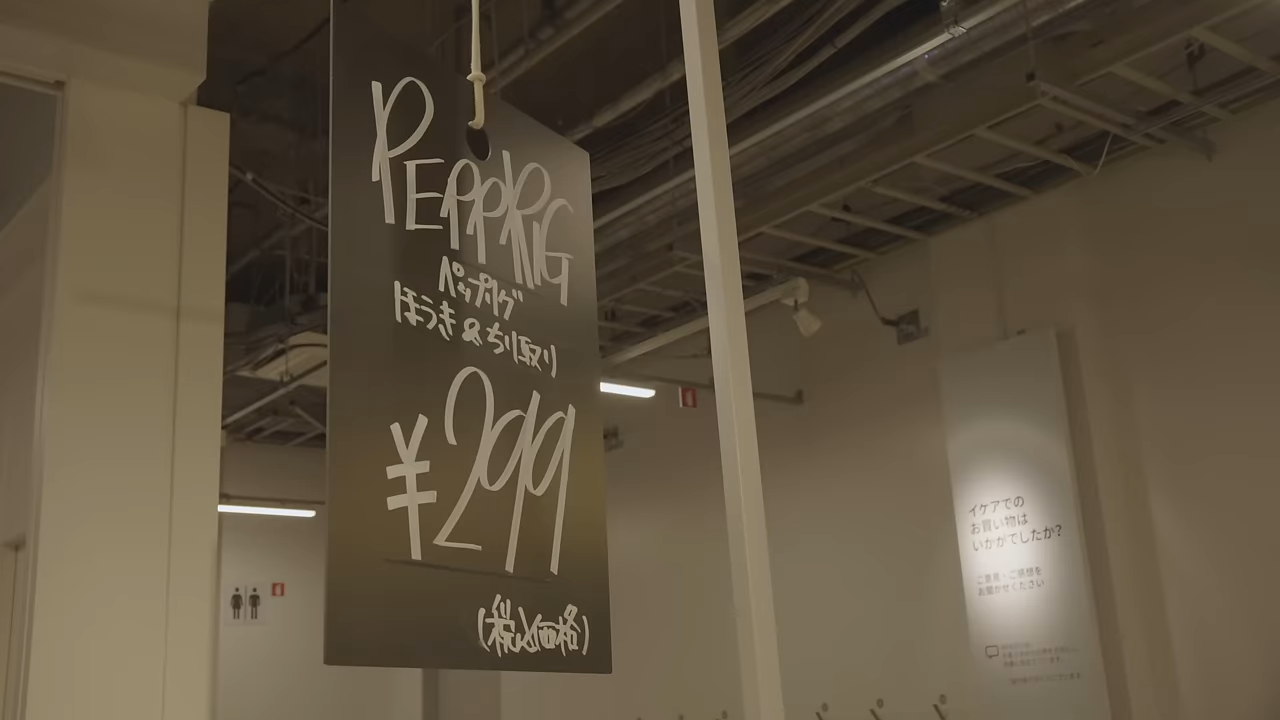 PEPPRIG
ペップリグ
ほうき&ちり取り
¥299
(税込価格)
イケアでの
お買い物は
いかがでしたか?
ご意見・ご感想を
お聞かせください